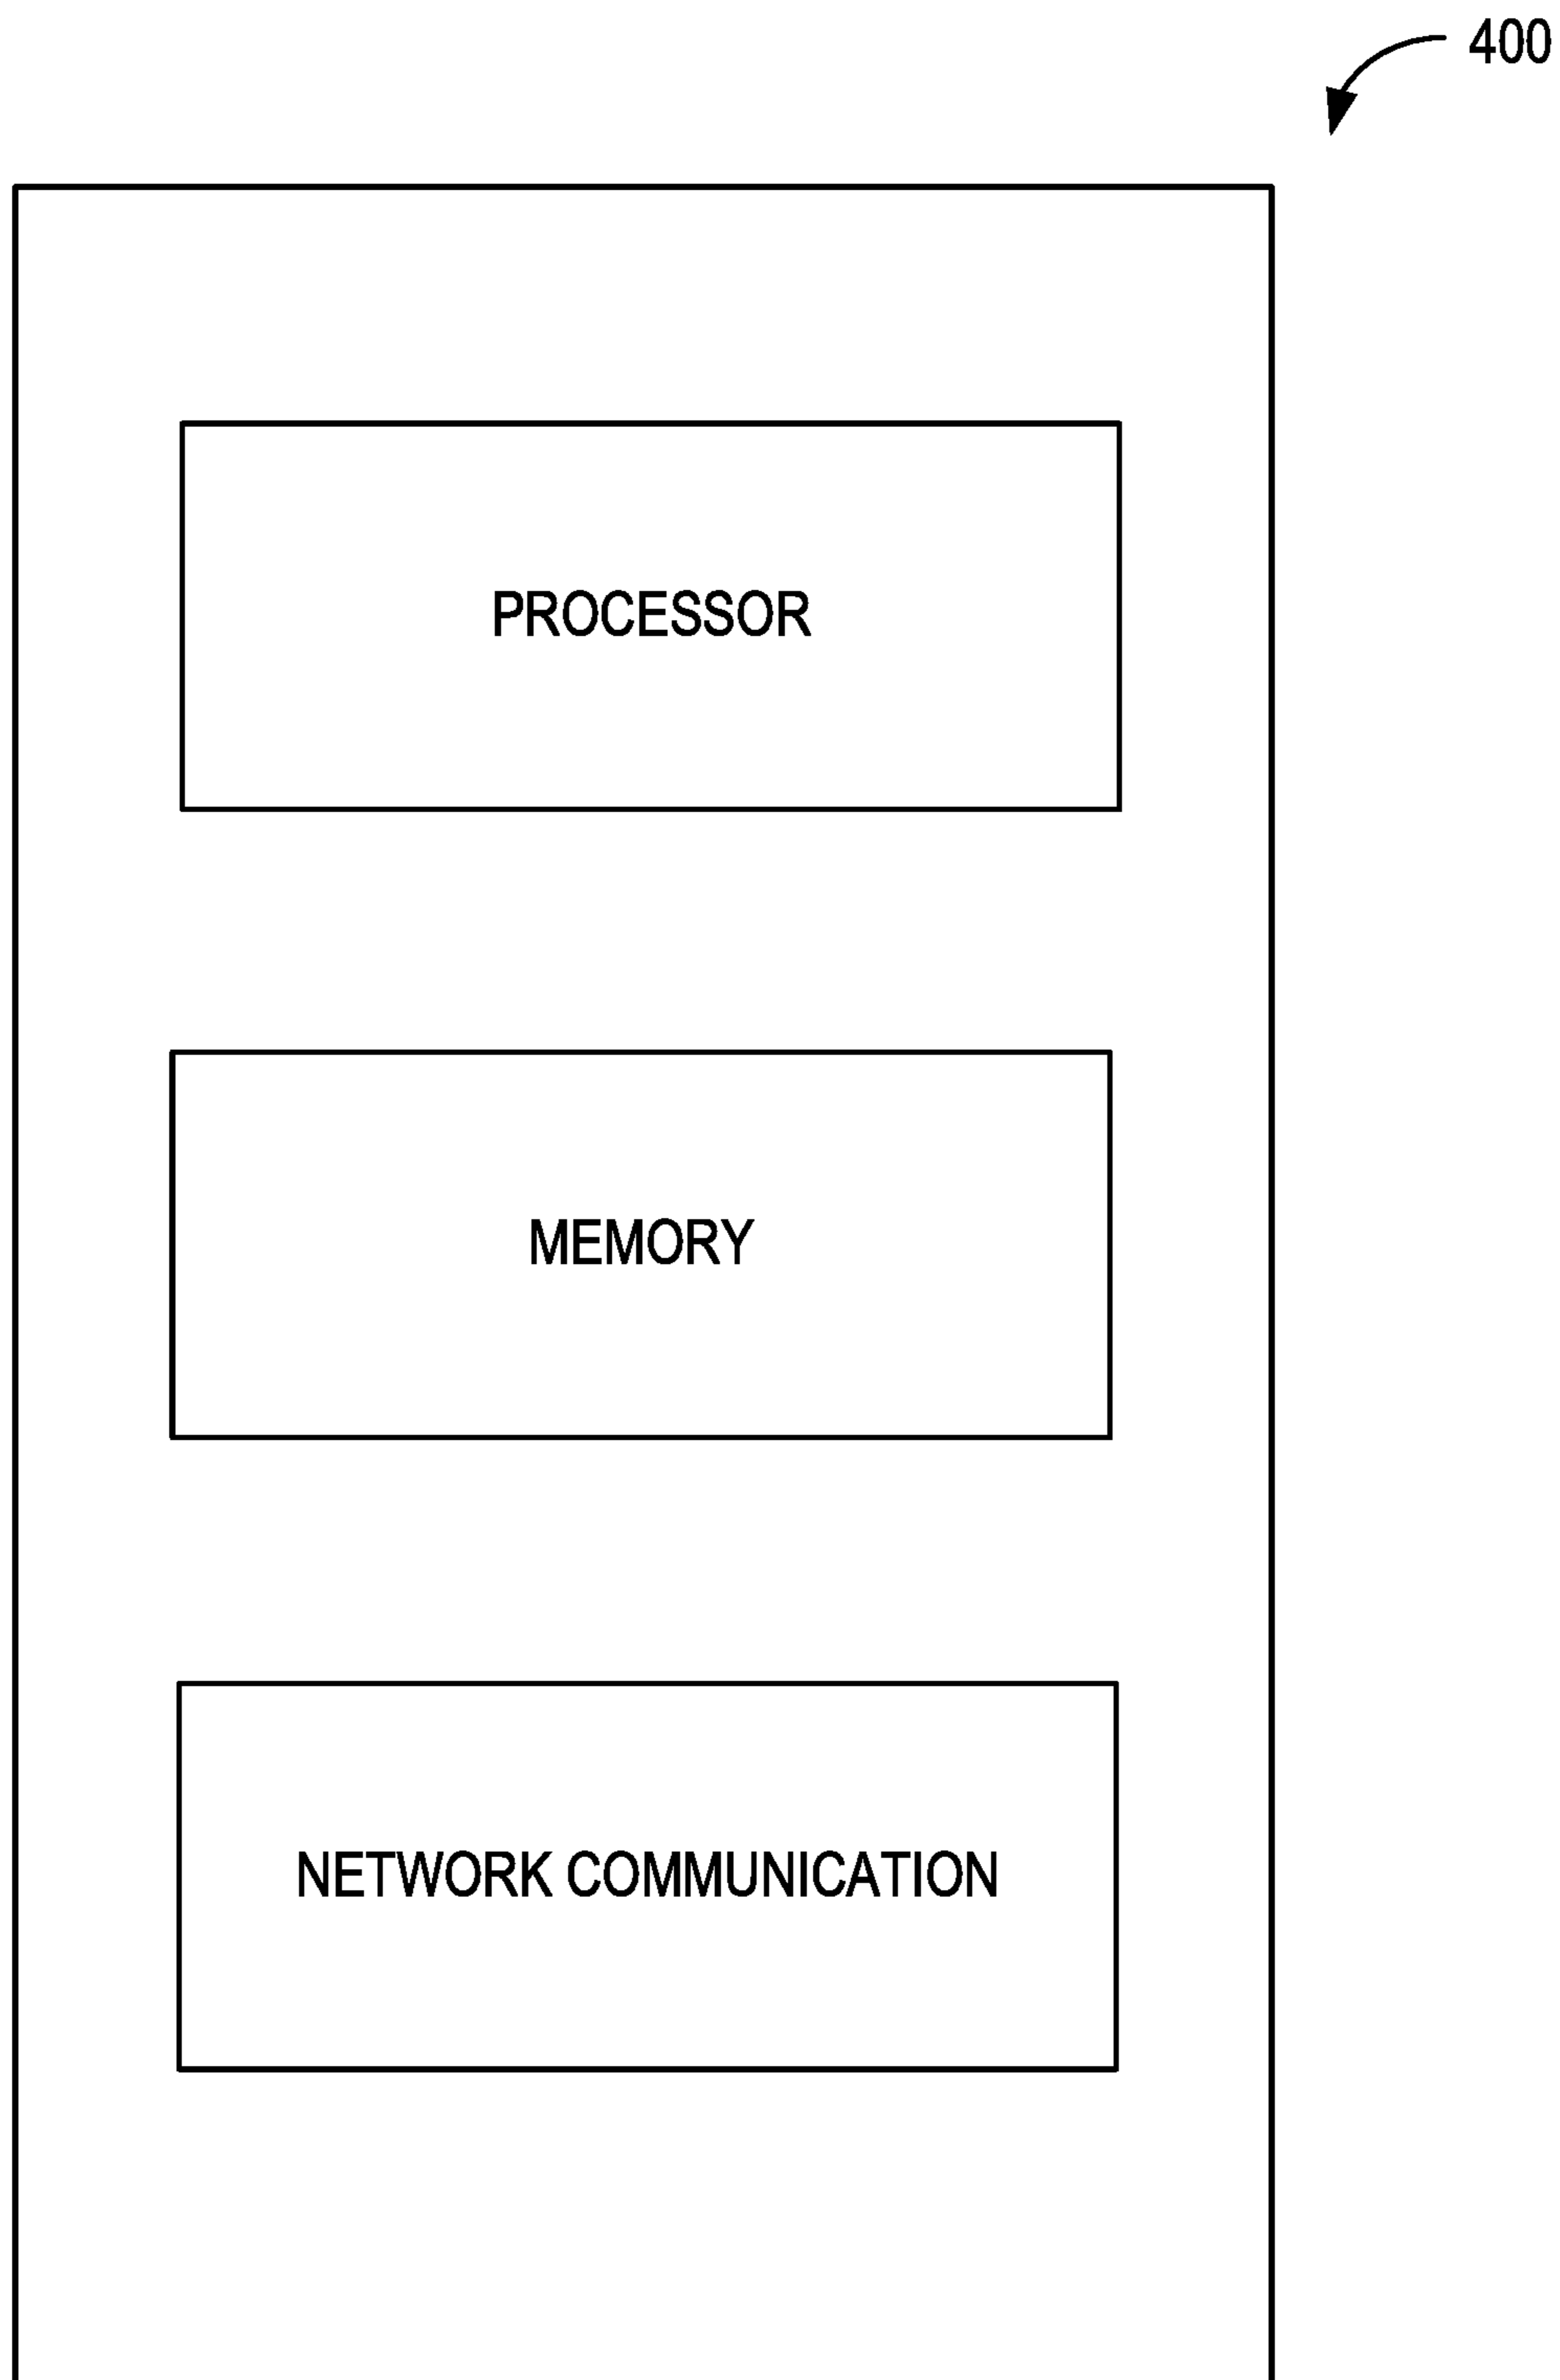 400
PROCESSOR
MEMORY
NETWORK COMMUNICATION